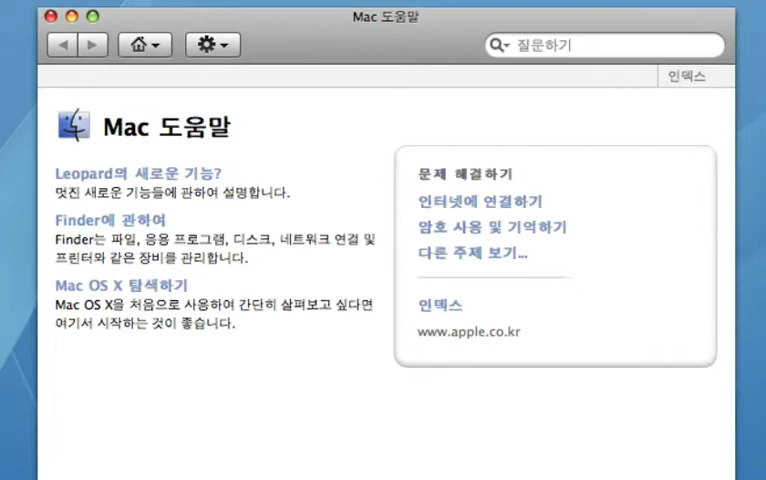 Mac 도움말
질문하기
인덱스
Mac 도움말
Leopard의 새로운 기능?
멋진 새로운 기능들에 관하여 설명합니다.
Finder에 관하여
Finder는 파일, 응용 프로그램, 디스크, 네트워크 연결 및
프린터와 같은 장비를 관리합니다.
Mac OS X 탐색하기
Mac OS X을 처음으로 사용하여 간단히 살펴보고 싶다면
여기서 시작하는 것이 좋습니다.
문제 해결하기
인터넷에 연결하기
암호 사용 및 기억하기
다른 주제 보기...
인덱스
www.apple.co.kr